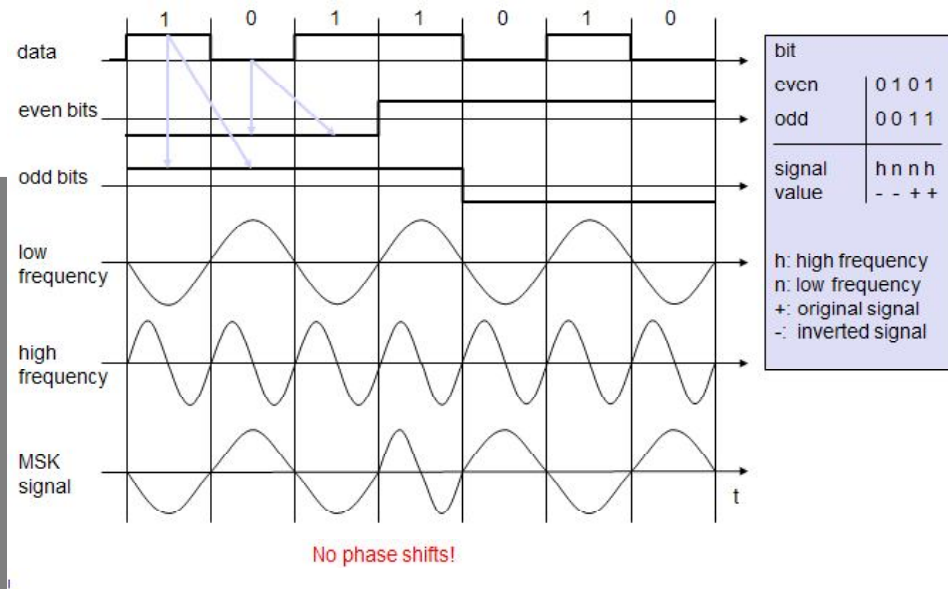 1 0 1 1 0 1 0
data
even bits
odd bits
low
frequency
high
frequency
MSK
signal
t
No phase shifts!
bit
even 0 1 0 1
odd 0 0 1 1
signal h n n h
value - - + +
h: high frequency
n: low frequency
+: original signal
-: inverted signal